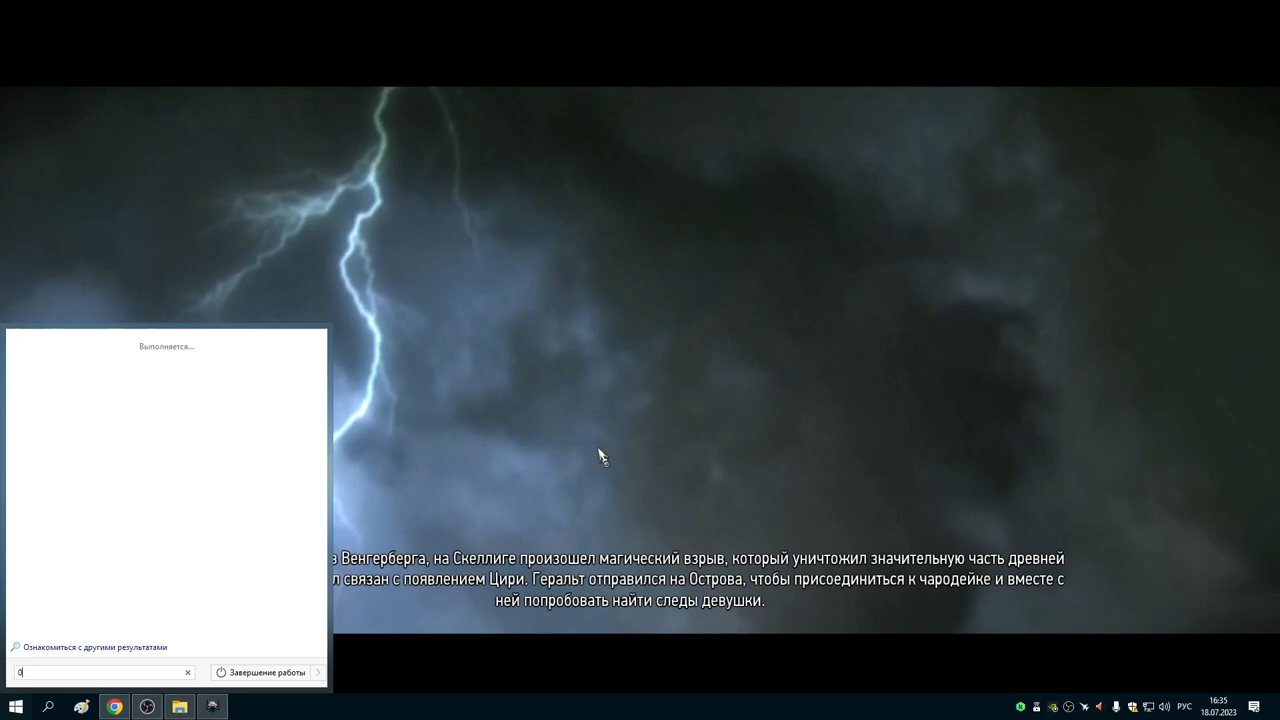 Выполняется...
в Венгерберга, на Скеллиге произошел магический взрыв, который уничтожил значительную часть древней
л связан с появлением Цири. Геральт отправился на Острова, чтобы присоединиться к чародейке и вместе с
ней попробовать найти следы девушки.
Ознакомиться с другими результатами
0
Завершение работы
РУС
16:35
18.07.2023